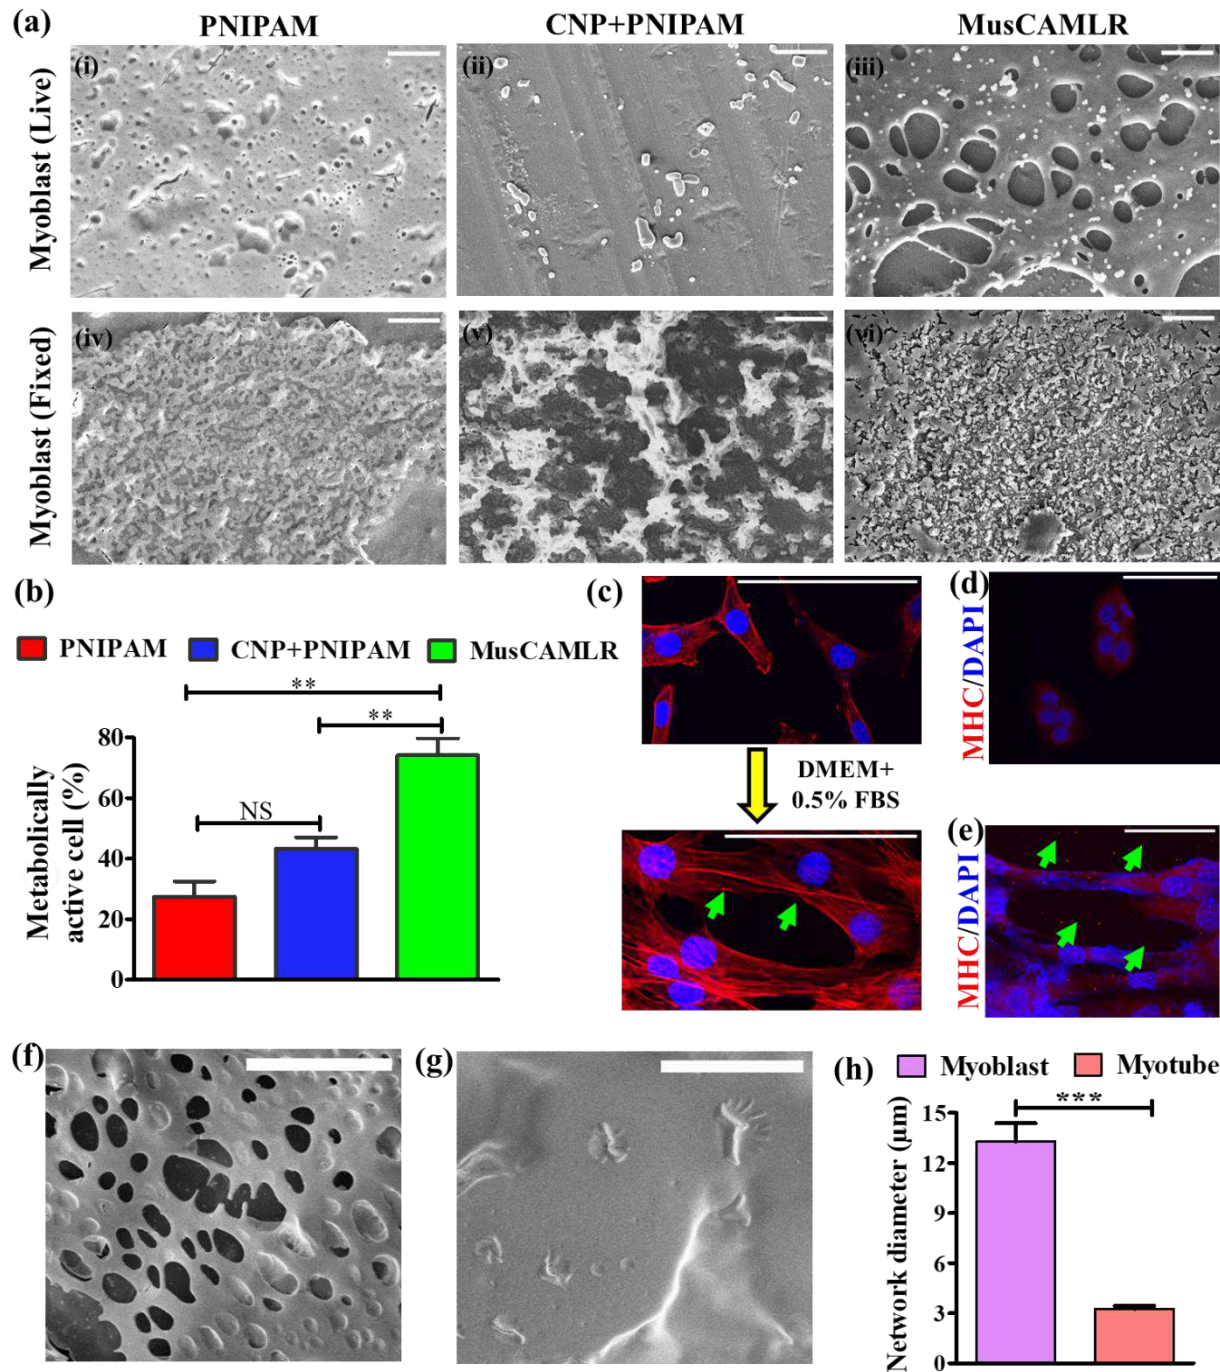 (a)
PNIPAM
CNP+PNIPAM
MusCAMLR
Myoblast (Live)
(i)
(ii)
(iii)
Myoblast (Fixed)
(iv)
(v)
(vi)
(b)
PNIPAM
CNP+PNIPAM
MusCAMLR
**
**
NS
Metabolically
active cell (%)
80
60
40
20
0
(c)
DMEM+
0.5% FBS
(d)
MHC/DAPI
(e)
MHC/DAPI
(f)
(g)
(h)
Myoblast
Myotube
***
Network diameter (µm)
15
12
9
6
3
0